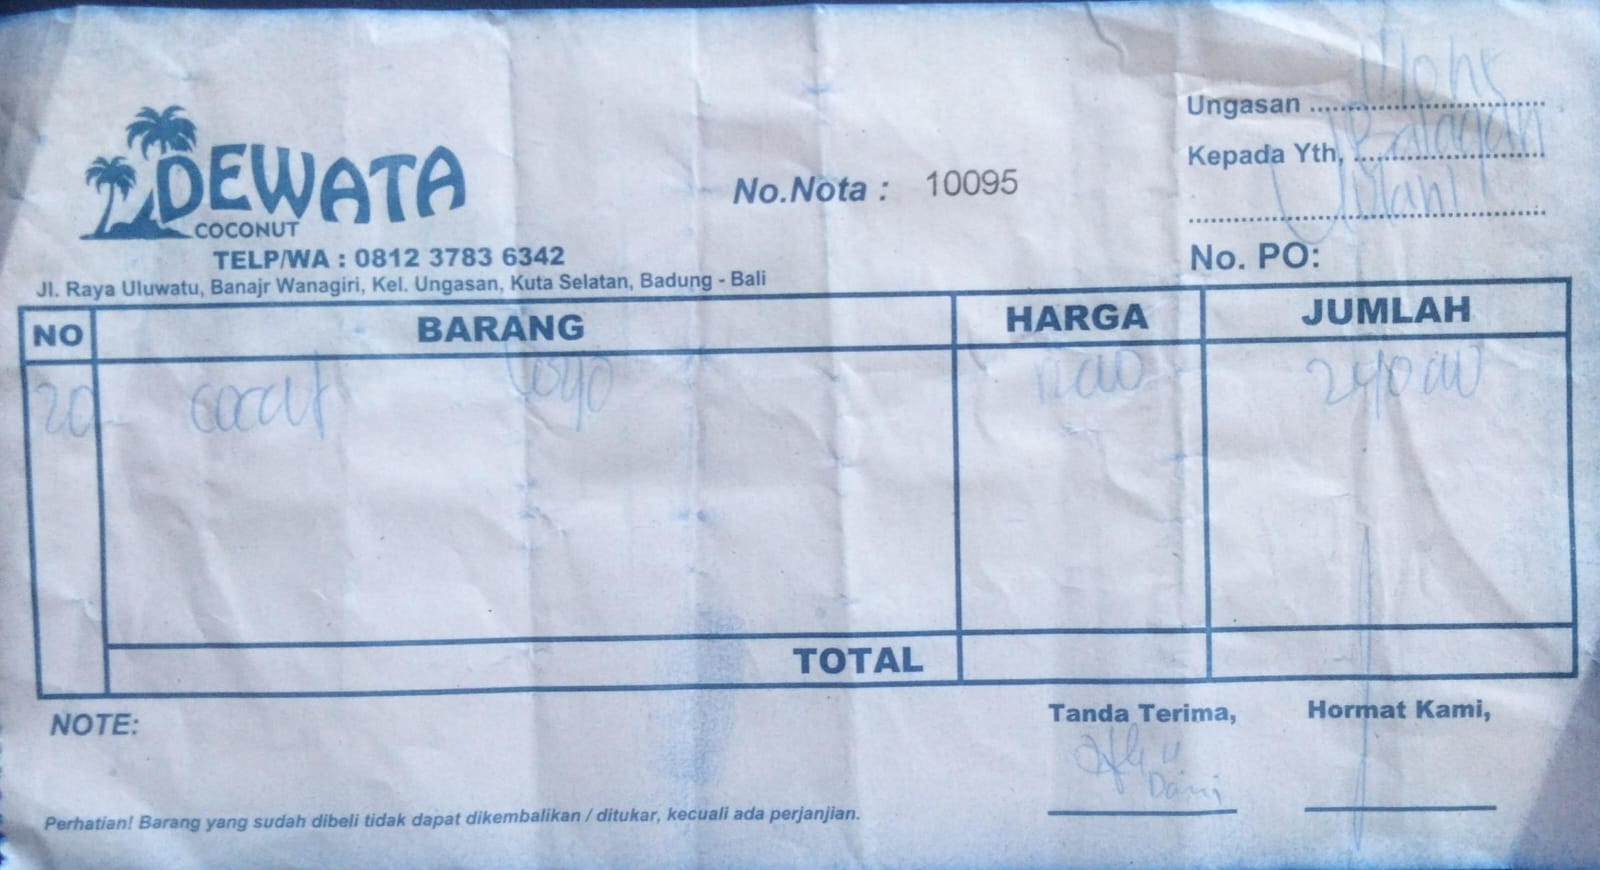 DEWATA
COCONUT
TELP/WA : 0812 3783 6342
Jl. Raya Uluwatu, Banajr Wanagiri, Kel. Ungasan, Kuta Selatan, Badung - Bali
No.Nota : 10095
Ungasan
Kepada Yth,
No. PO:
NO BARANG HARGA JUMLAH
20 240
TOTAL
NOTE:
Tanda Terima, Hormat Kami,
Dani
Perhatian! Barang yang sudah dibeli tidak dapat dikembalikan / ditukar, kecuali ada perjanjian.